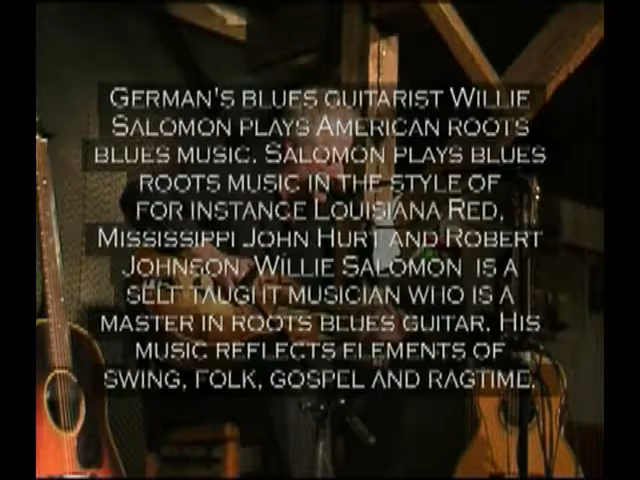 GERMAN'S BLUES GUITARIST WILLIE
SALOMON PLAYS AMERICAN ROOTS
BLUES MUSIC. SALOMON PLAYS BLUES
ROOTS MUSIC IN THE STYLE OF
FOR INSTANCE LOUISIANA RED,
MISSISSIPPI JOHN HURT AND ROBERT
JOHNSON. WILLIE SALOMON IS A
SELF TAUGHT MUSICIAN WHO IS A
MASTER IN ROOTS BLUES GUITAR. HIS
MUSIC REFLECTS ELEMENTS OF
SWING, FOLK, GOSPEL AND RAGTIME.